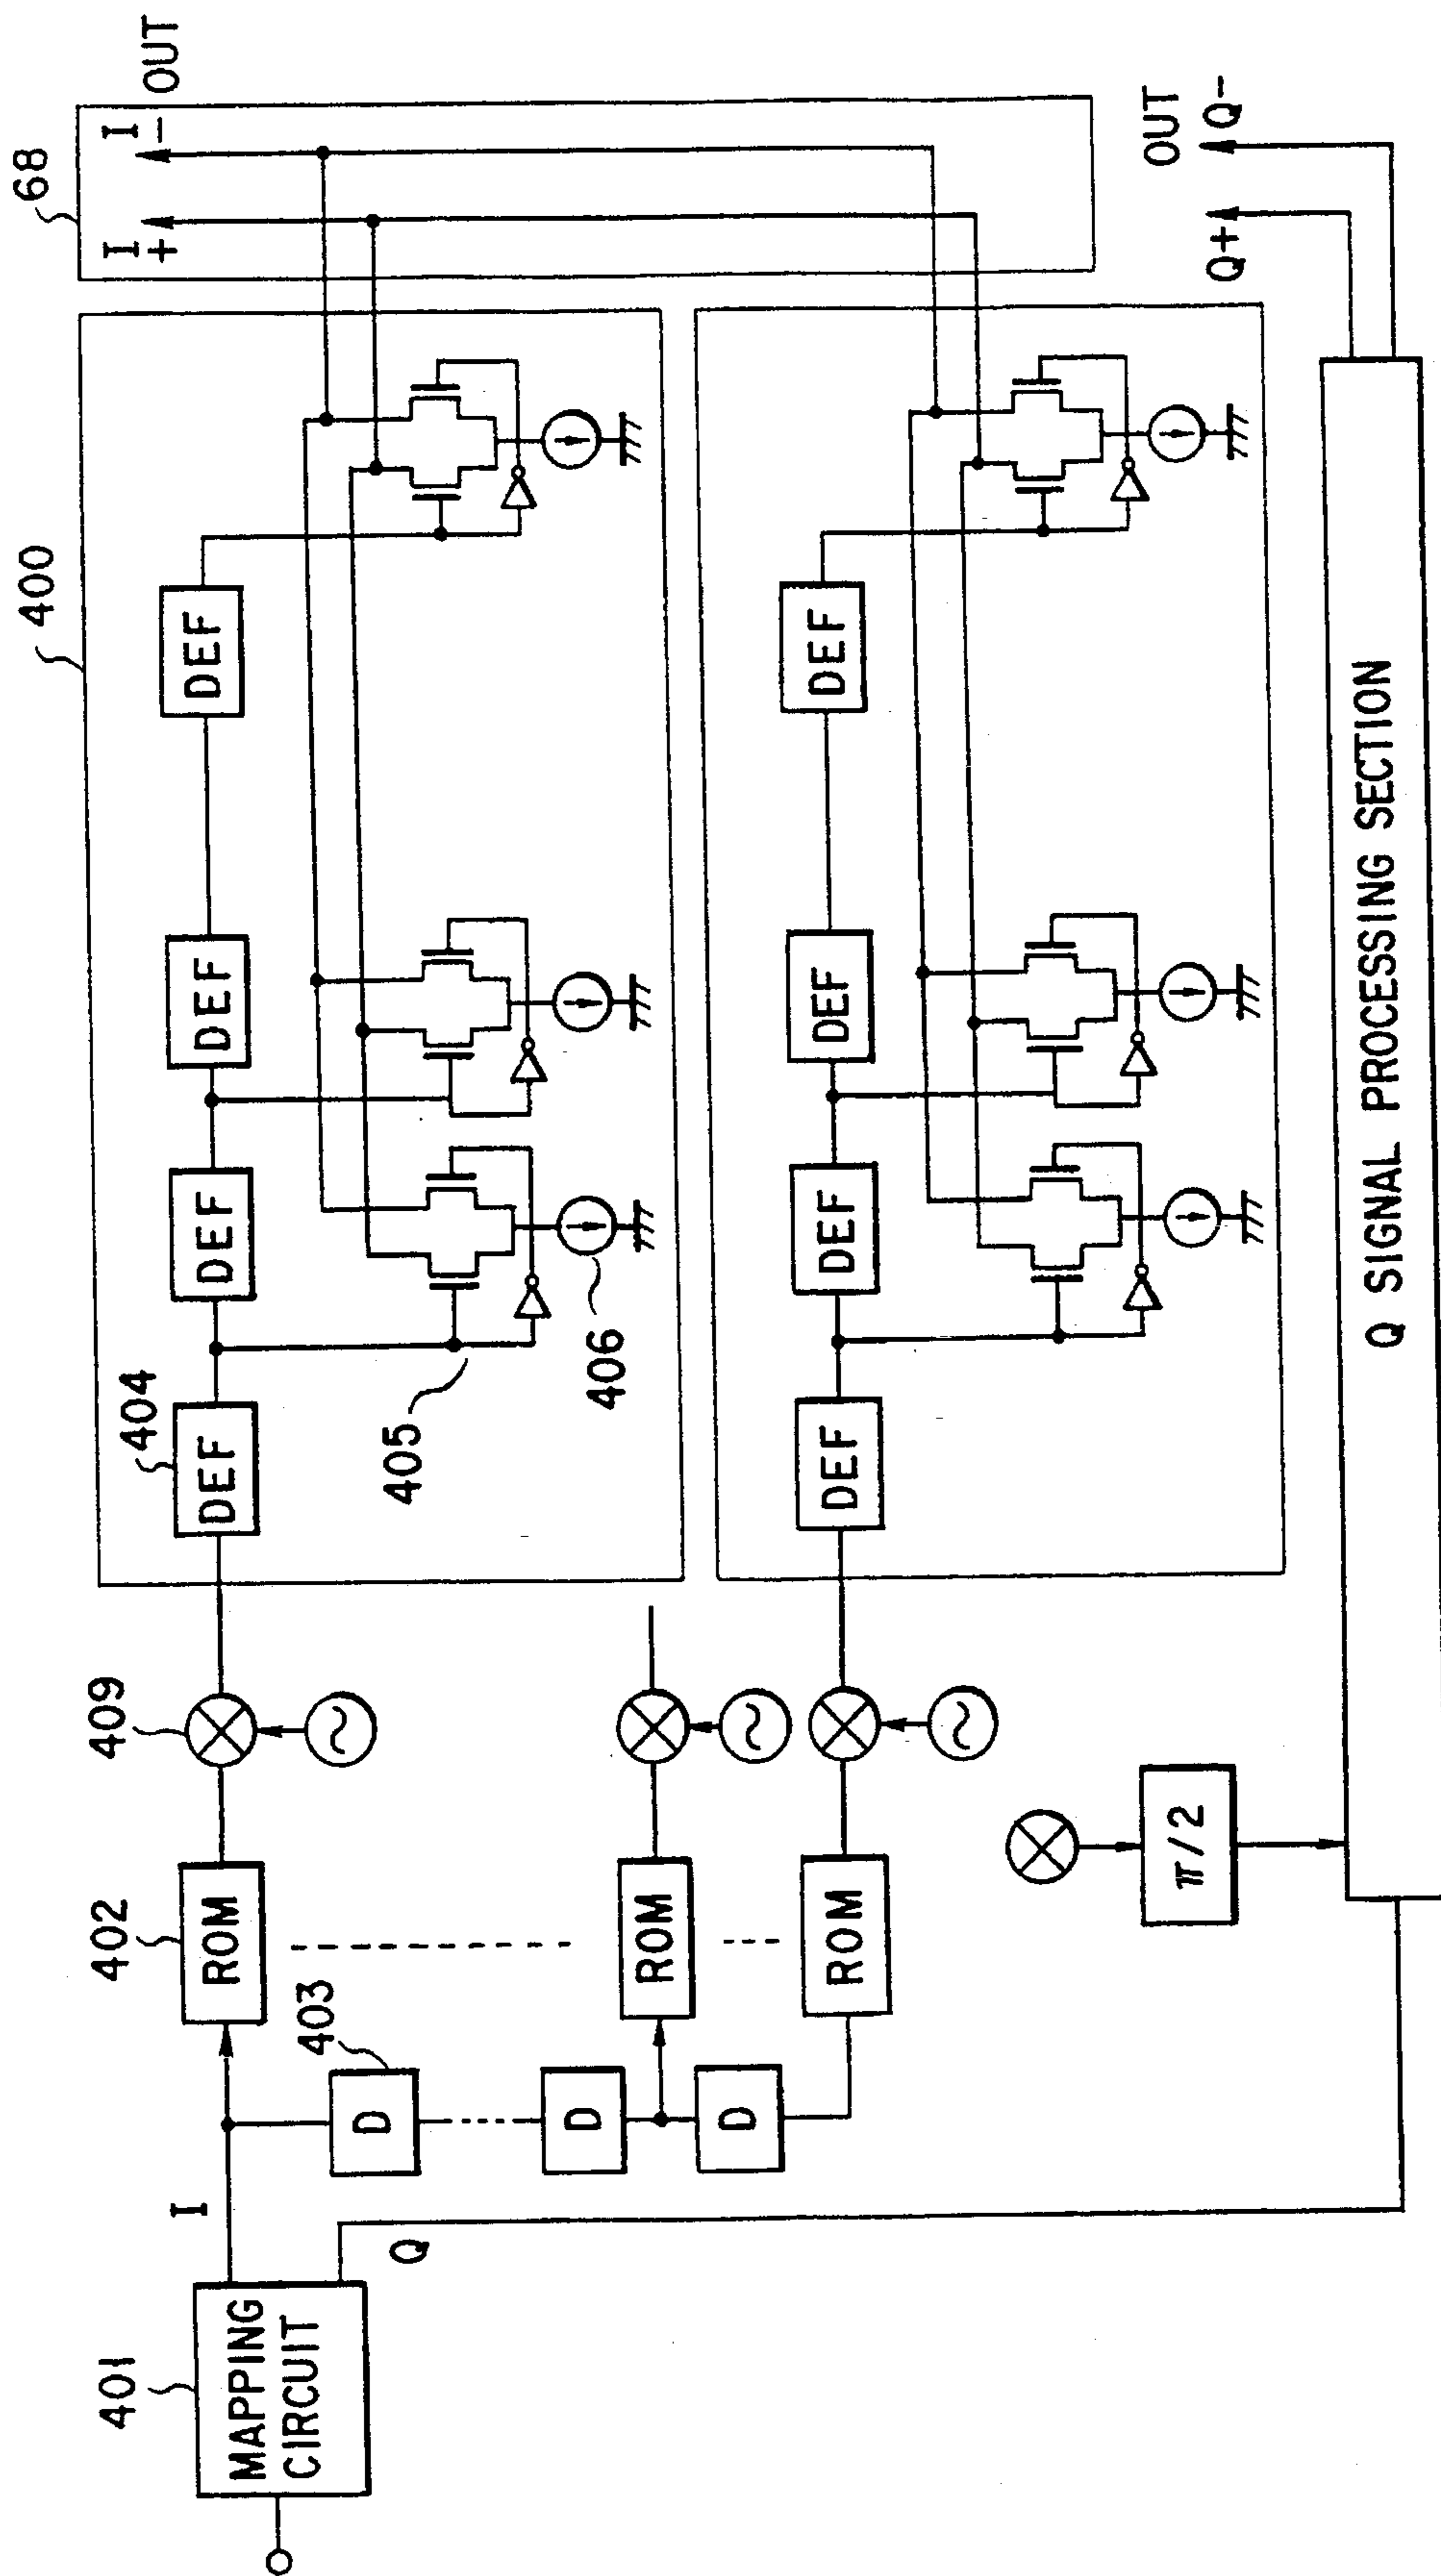 401
MAPPING
CIRCUIT
I
Q
402
ROM
403
D
D
D
ROM
ROM
409
π/2
400
404
DEF
DEF
DEF
DEF
405
406
DEF
DEF
DEF
DEF
68
I
+
I
-
OUT
Q SIGNAL PROCESSING SECTION
Q+
OUT
Q-